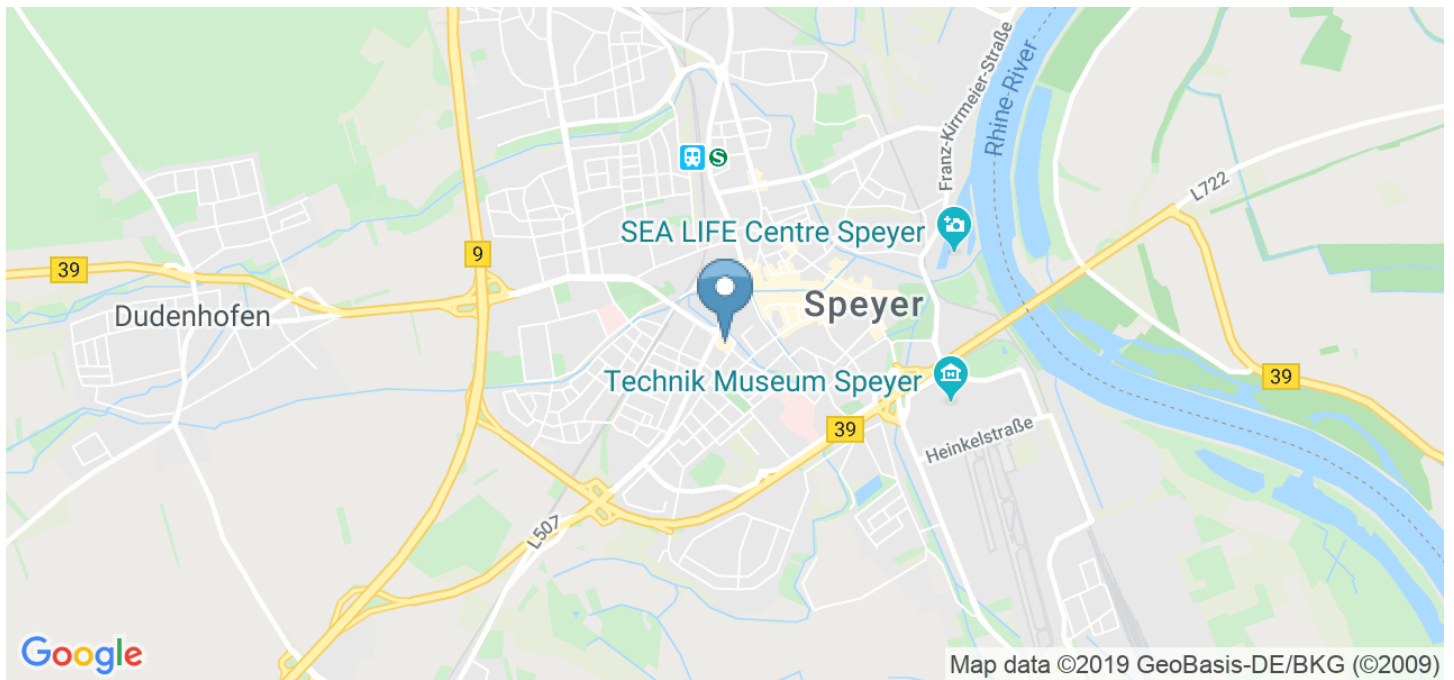 Franz-Kirrmeier-Straße
Rhine River
L722
SEA LIFE Centre Speyer
9
39
Dudenhofen
Speyer
Technik Museum Speyer
39
39
Heinkelstraße
L507
Google
Map data ©2019 GeoBasis-DE/BKG (©2009)
S